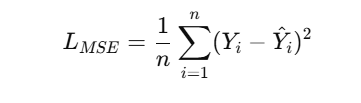 L_{MSE} = \frac{1}{n} \sum_{i=1}^{n} (Y_i - \hat{Y}_i)^2